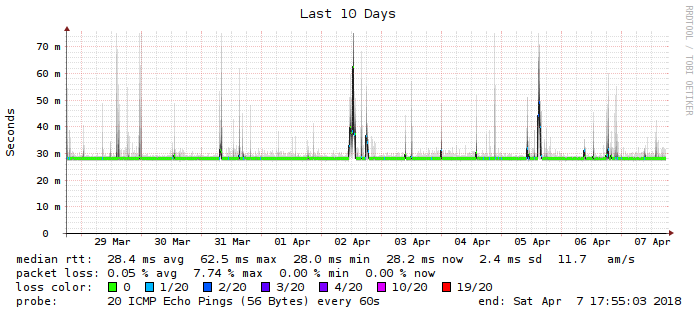 Last 10 Days
RRDTOOL / TOBI OETIKER
Seconds
70 m
60 m
50 m
40 m
30 m
20 m
10 m
0
29 Mar 30 Mar 31 Mar 01 Apr 02 Apr 03 Apr 04 Apr 05 Apr 06 Apr 07 Apr
median rtt: 28.4 ms avg 62.5 ms max 28.0 ms min 28.2 ms now 2.4 ms sd 11.7 am/s
packet loss: 0.05 % avg 7.74 % max 0.00 % min 0.00 % now
loss color: 0 1/20 2/20 3/20 4/20 10/20 19/20
probe: 20 ICMP Echo Pings (56 Bytes) every 60s end: Sat Apr 7 17:55:03 2018